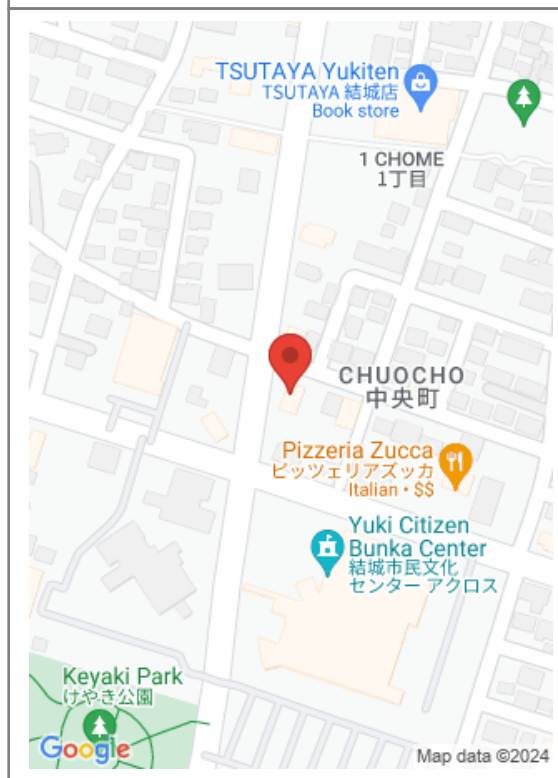 TSUTAYA Yukiten
TSUTAYA 結城店
Book store
1 CHOME
1丁目
CHUOCHO
中央町
Pizzeria Zucca
ピッツェリアズッカ
Italian • $$
Yuki Citizen
Bunka Center
結城市民文化
センター アクロス
Keyaki Park
けやき公園
Google
Map data ©2024